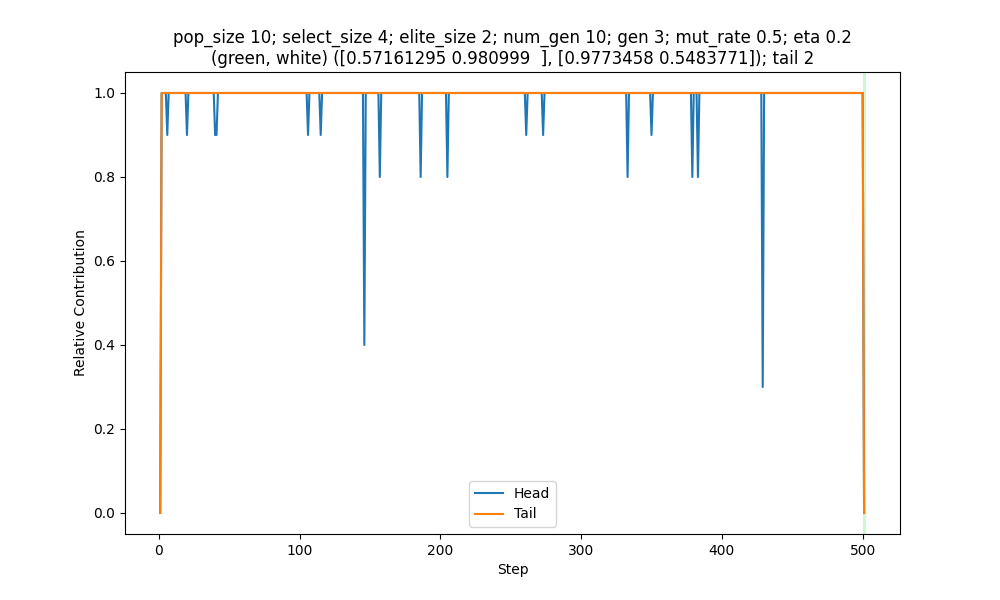 pop_size 10; select_size 4; elite_size 2; num_gen 10; gen 3; mut_rate 0.5; eta 0.2
(green, white) ([0.57161295 0.980999  ], [0.9773458 0.5483771]); tail 2
1.0
0.8
0.6
0.4
0.2
0.0
Relative Contribution
Head
Tail
0
100
200
300
400
500
Step